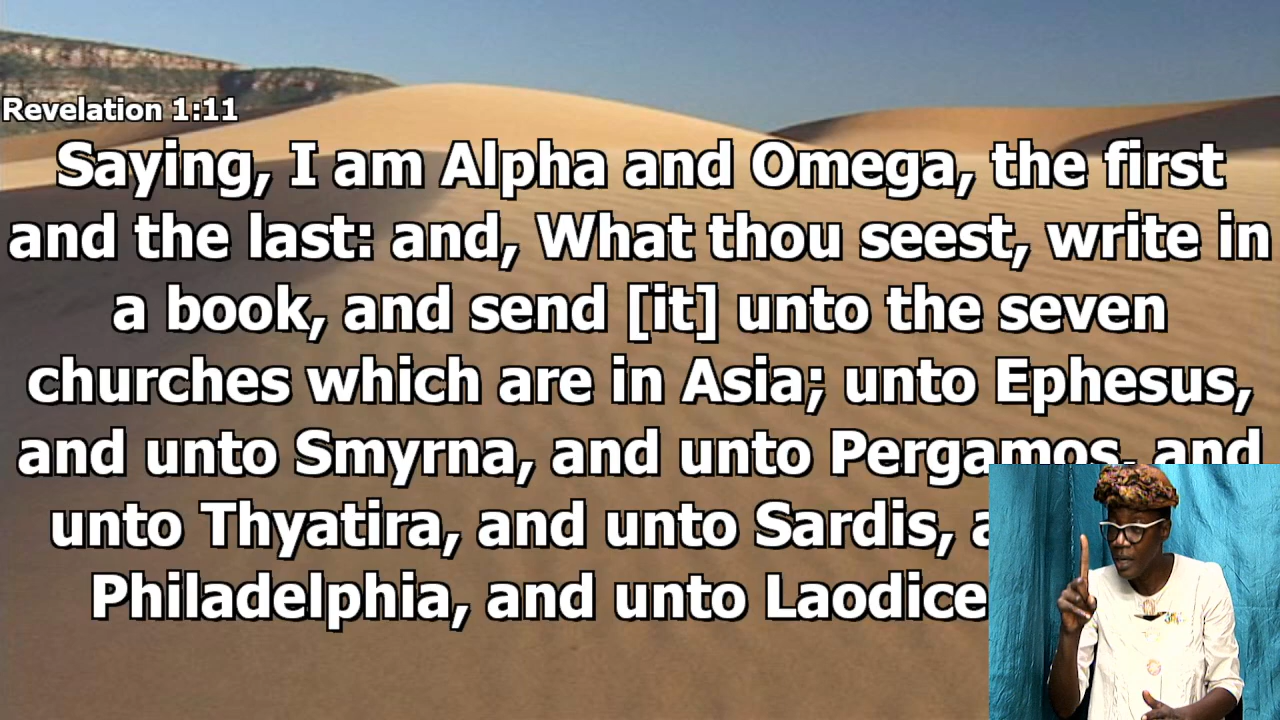 Revelation 1:11
Saying, I am Alpha and Omega, the first
and the last: and, What thou seest, write in
a book, and send [it] unto the seven
churches which are in Asia; unto Ephesus,
and unto Smyrna, and unto Pergamos, and
unto Thyatira, and unto Sardis,
Philadelphia, and unto